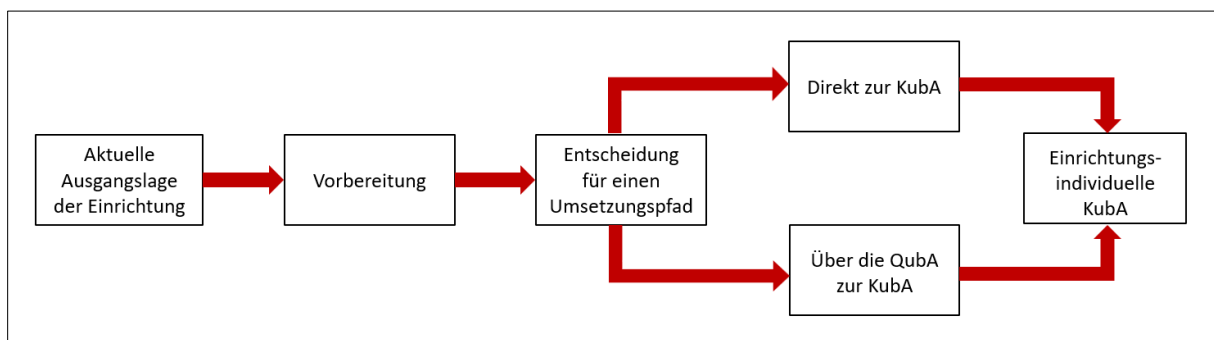 Aktuelle
Ausgangslage
der Einrichtung
Vorbereitung
Entscheidung
für einen
Umsetzungspfad
Direkt zur KubA
Über die QubA
zur KubA
Einrichtungs-
individuelle
KubA